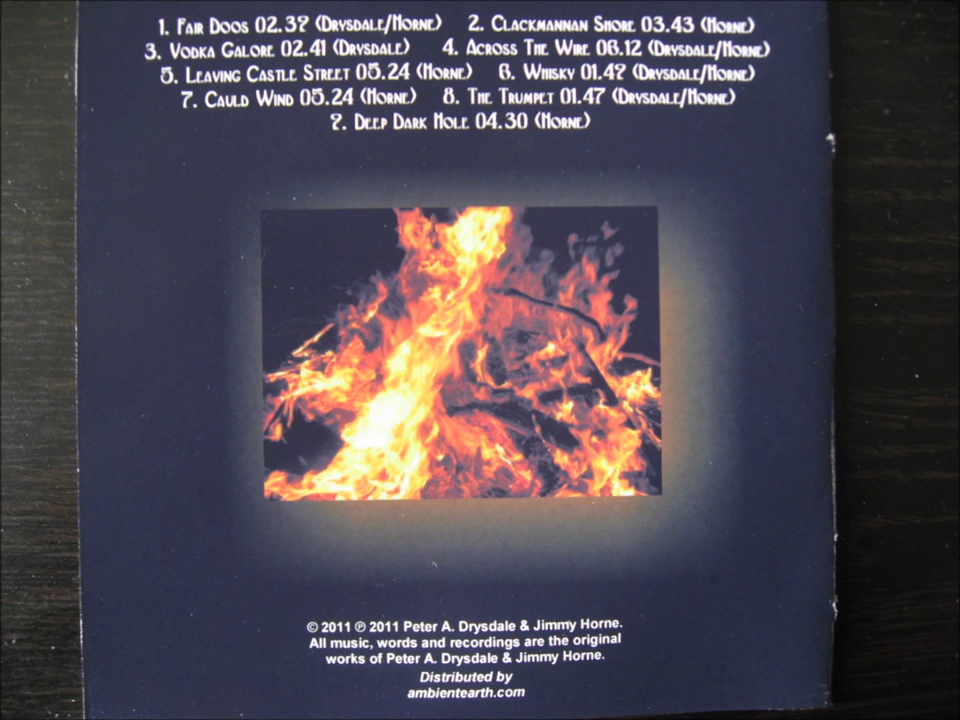 1. Fair Doos 02.39 (Drysdale/Horne) 2. Clackmannan Shore 03.43 (Horne)
3. Vodka Galore 02.41 (Drysdale) 4. Across The Wire 06.12 (Drysdale/Horne)
5. Leaving Castle Street 05.24 (Horne) 6. Whisky 01.49 (Drysdale/Horne)
7. Cauld Wind 05.24 (Horne) 8. The Trumpet 01.47 (Drysdale/Horne)
9. Deep Dark Hole 04.30 (Horne)
© 2011 ℗ 2011 Peter A. Drysdale & Jimmy Horne.
All music, words and recordings are the original
works of Peter A. Drysdale & Jimmy Horne.
Distributed by
ambientearth.com